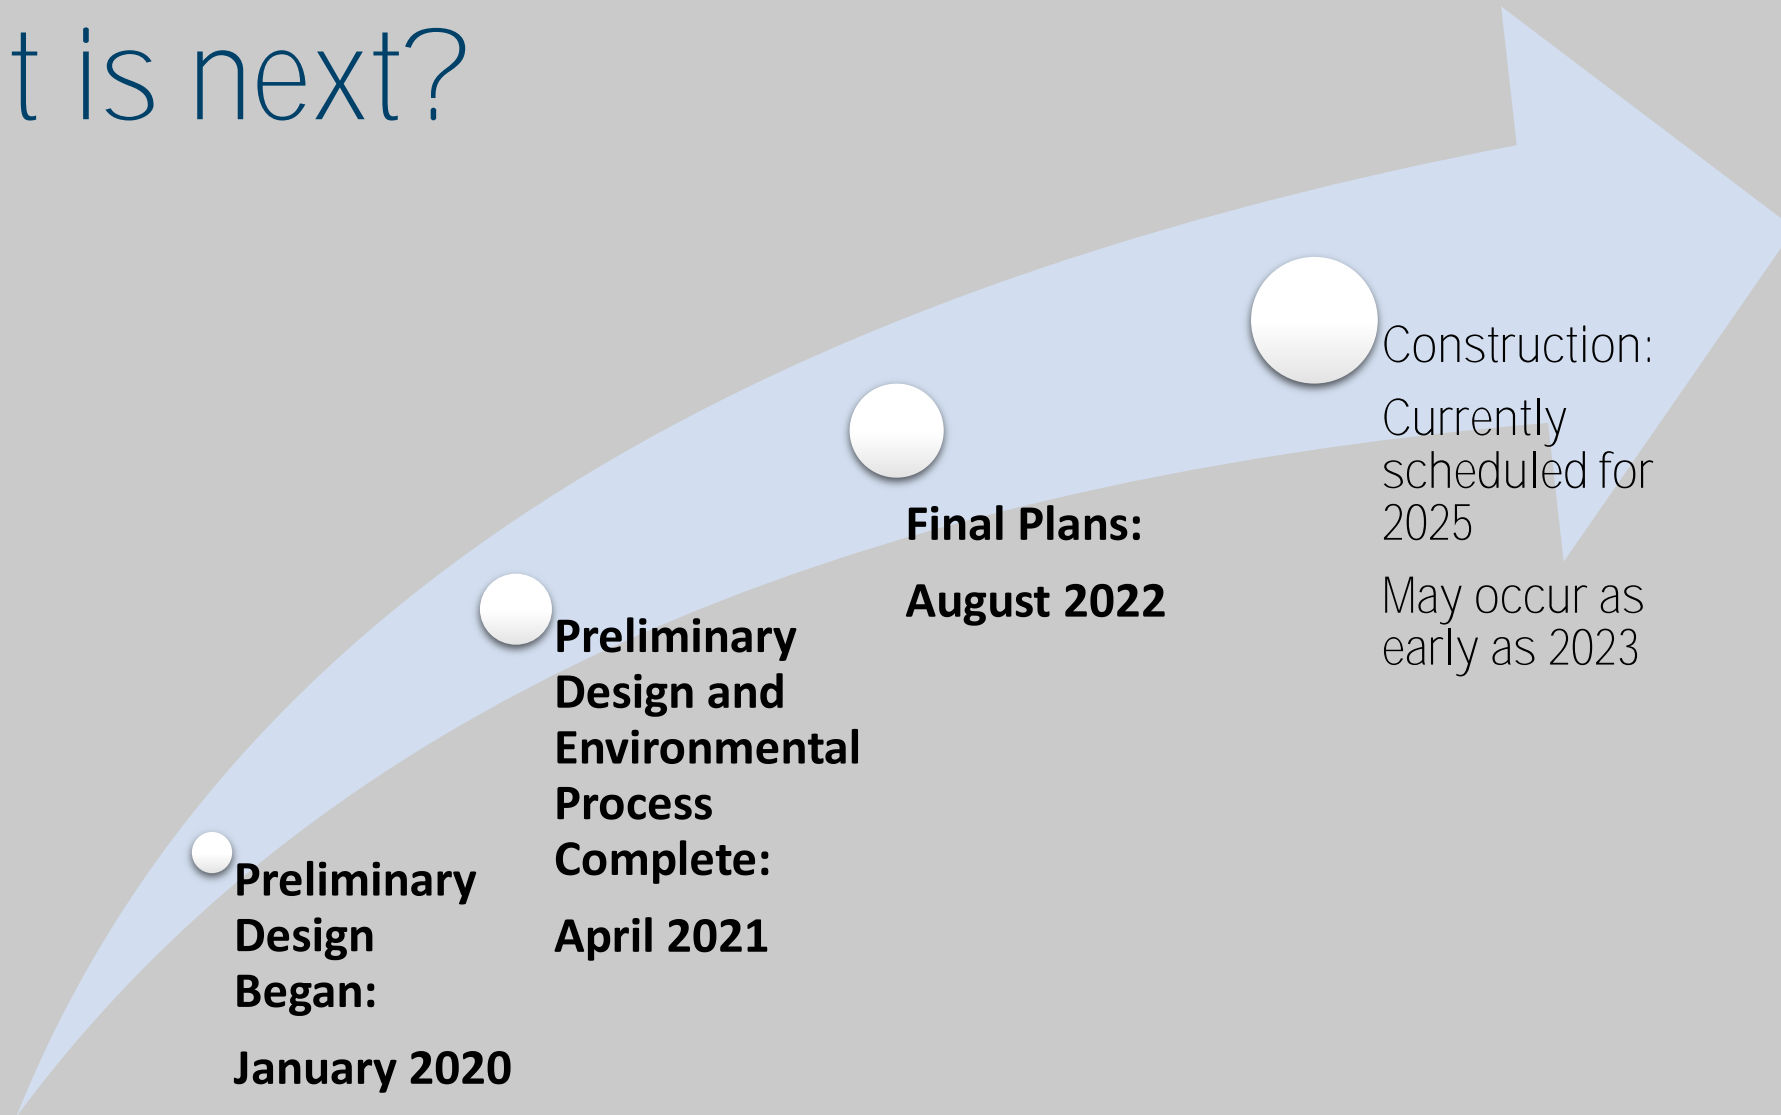 t is next?
Preliminary
Design
Began:
January 2020
Preliminary
Design and
Environmental
Process
Complete:
April 2021
Final Plans:
August 2022
Construction:
Currently
scheduled for
2025
May occur as
early as 2023